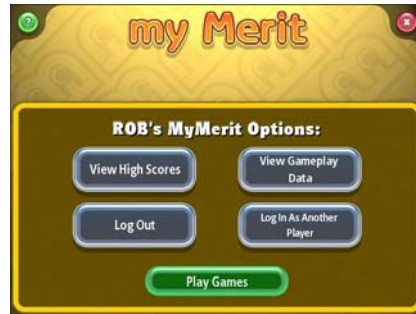 my Merit
ROB's MyMerit Options:
View High Scores
View Gameplay
Data
Log Out
Log In As Another
Player
Play Games